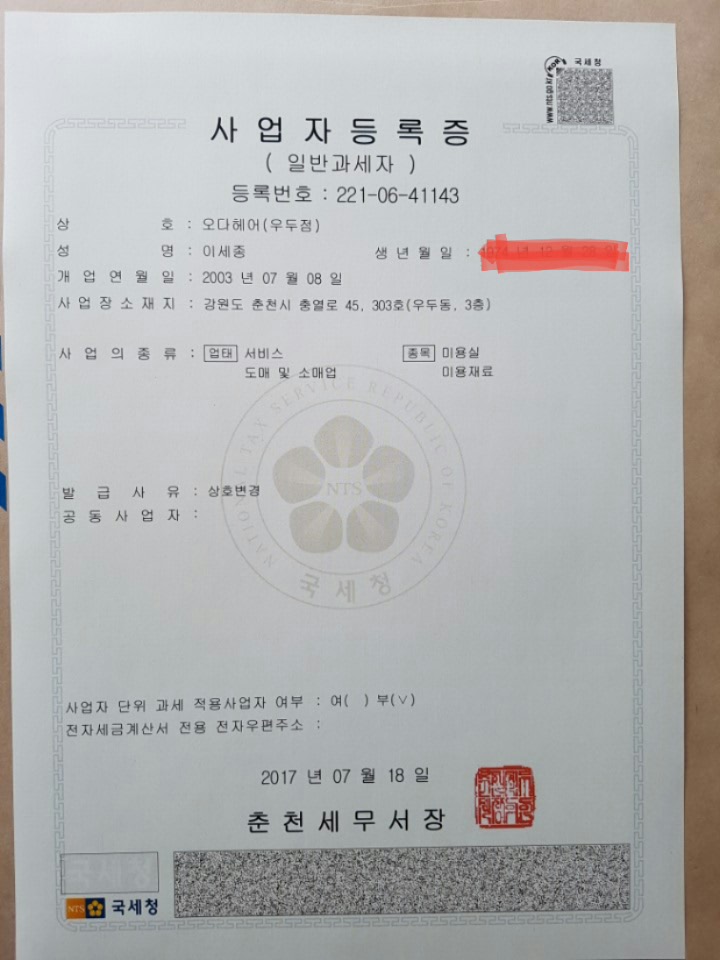 국세청
www.nts.go.kr
사 업 자 등 록 증
( 일반과세자 )
등록번호 : 221-06-41143
상 호 : 오다헤어(우두점)
성 명 : 이세종 생 년 월 일 :
개 업 연 월 일 : 2003 년 07 월 08 일
사 업 장 소 재 지 : 강원도 춘천시 충열로 45, 303호(우두동, 3층)
사 업 의 종 류 : 업태 서비스 종목 미용실
도매 및 소매업 미용재료
NATIONAL TAX SERVICE REPUBLIC OF KOREA
NTS
국세청
발 급 사 유 : 상호변경
공 동 사 업 자 :
사업자 단위 과세 적용사업자 여부 : 여( ) 부(∨)
전자세금계산서 전용 전자우편주소 :
2017 년 07 월 18 일
춘천세무서장
국세청
NTS 국세청